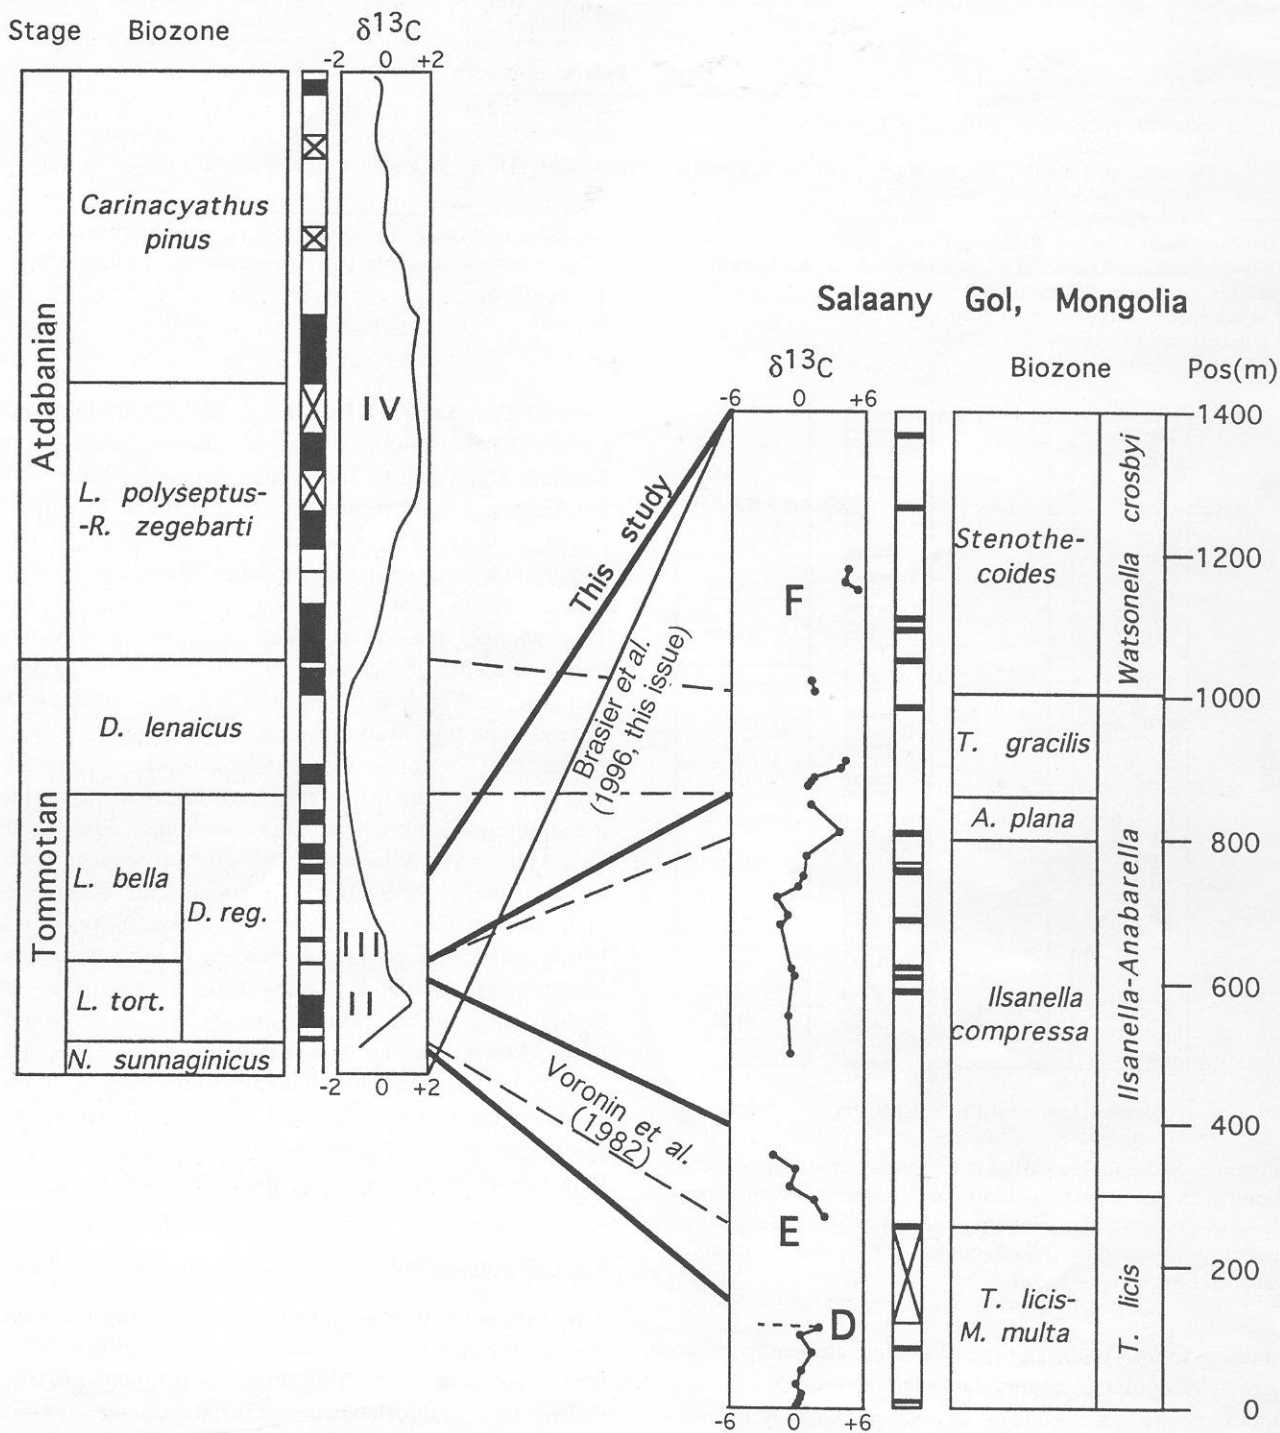 Stage Biozone δ13C
-2 0 +2
Carinacyathus
pinus
Atdabanian
IV
L. polyseptus-
-R. zegebarti
D. lenaicus
Tommotian
L. bella
D. reg.
III
L. tort.
II
N. sunnaginicus
-2 0 +2
This study
Brasier et al.
(1996, this issue)
Voronin et al.
(1982)
Salaany Gol, Mongolia
δ13C Biozone Pos(m)
-6 0 +6
1400
Stenothe-
coides
Watsonella crosbyi
1200
F
1000
T. gracilis
A. plana
800
Ilsanella-Anabarella
600
Ilsanella
compressa
400
E
200
T. licis-
M. multa
T. licis
D
0
-6 0 +6